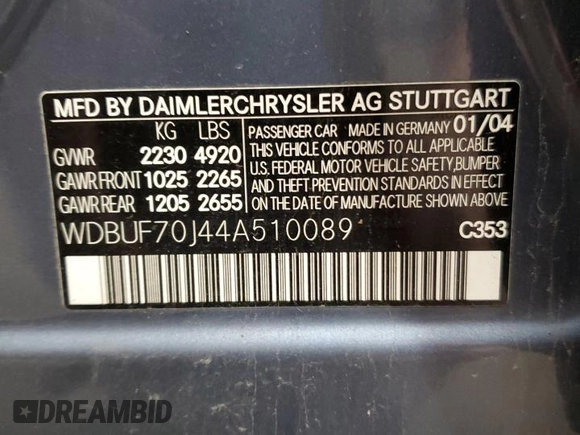 MFD BY DAIMLERCHRYSLER AG STUTTGART
KG LBS
GVWR 2230 4920
GAWR FRONT 1025 2265
GAWR REAR 1205 2655
PASSENGER CAR MADE IN GERMANY 01/04
THIS VEHICLE CONFORMS TO ALL APPLICABLE
U.S. FEDERAL MOTOR VEHICLE SAFETY, BUMPER
AND THEFT PREVENTION STANDARDS IN EFFECT
ON THE DATE OF MANUFACTURE SHOWN ABOVE.
WDBUF70J44A510089 C353
DREAMBID